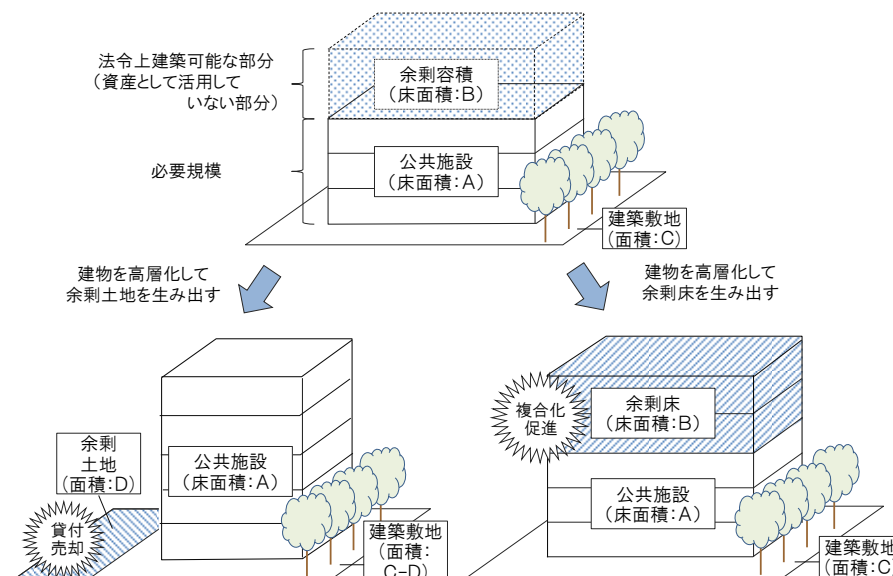 法令上建築可能な部分
（資産として活用して
いない部分）
余剰容積
（床面積：B）
必要規模
公共施設
（床面積：A）
建築敷地
（面積：C）
建物を高層化して
余剰土地を生み出す
建物を高層化して
余剰床を生み出す
余剰
土地
（面積：D）
公共施設
（床面積：A）
貸付
売却
建築敷地
（面積：
C−D）
複合化
促進
余剰床
（床面積：B）
公共施設
（床面積：A）
建築敷地
（面積：C）